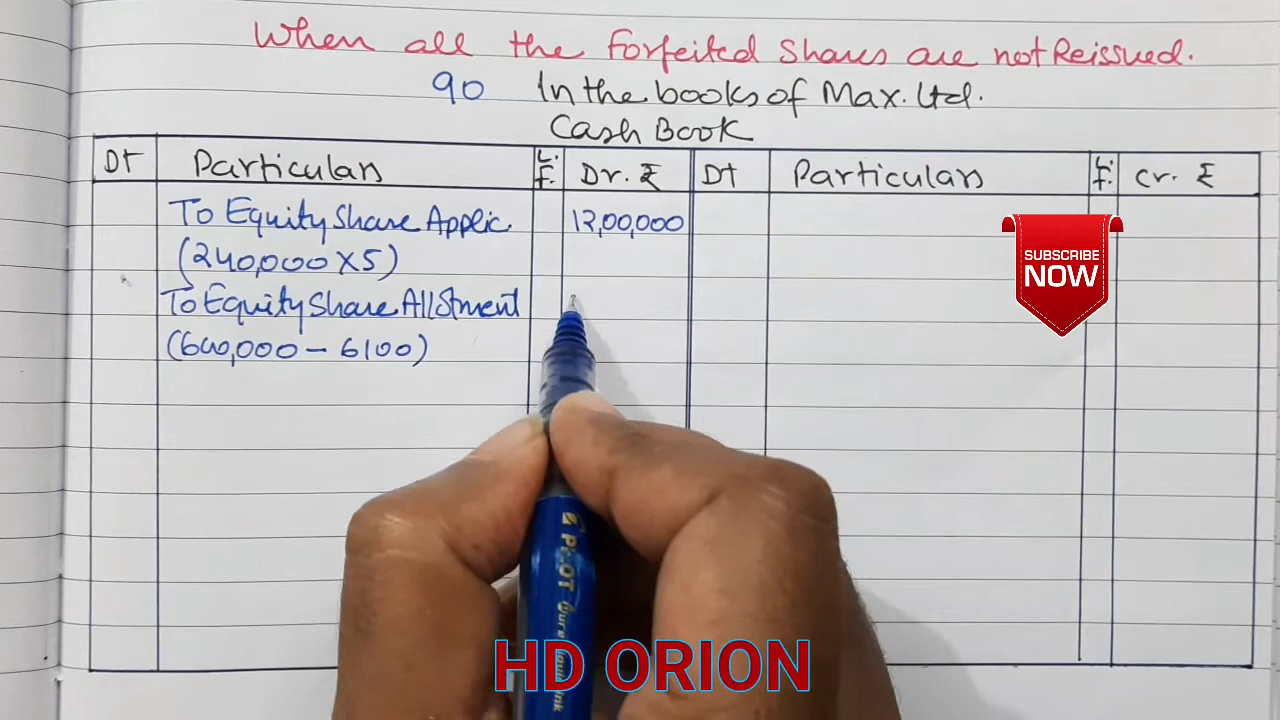 When all the Forfeited Shares are not Reissued.
90 In the books of Max. Ltd.
Cash Book
Dt Particulars L.F. Dr. ₹ Dt Particulars L.F. Cr. ₹
To Equity Share Applic 12,00,000
(240,000 X 5)
To Equity Share Allotment
(640,000 - 6100)
SUBSCRIBE
NOW
PILOT
HD ORION